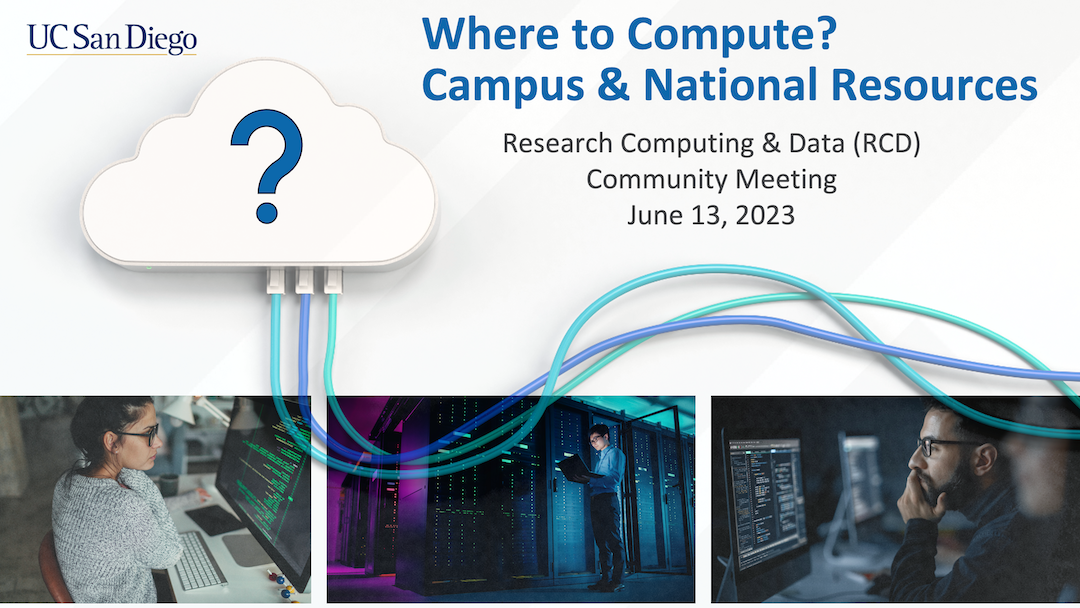 UC San Diego
Where to Compute?
Campus & National Resources
?
Research Computing & Data (RCD)
Community Meeting
June 13, 2023